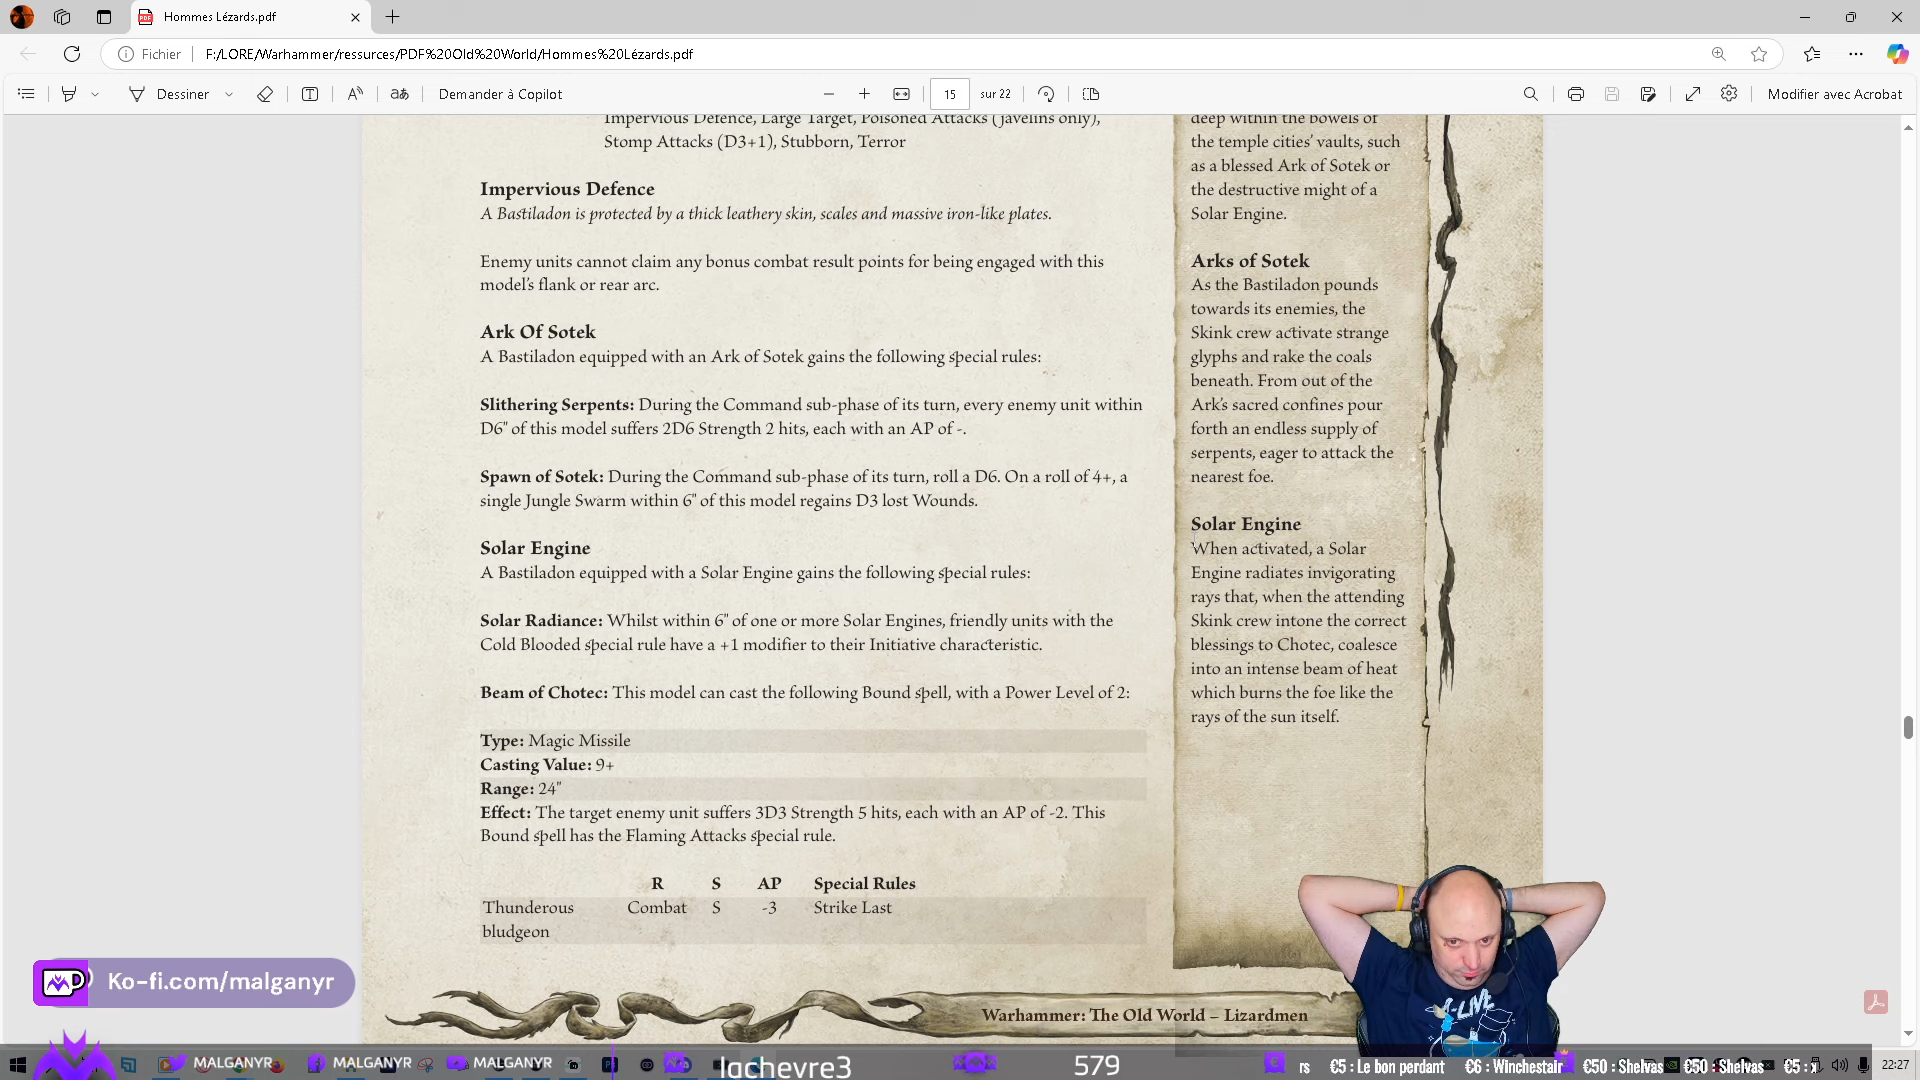 Hommes Lézards.pdf
Fichier
F:/LORE/Warhammer/ressources/PDF%20Old%20World/Hommes%20Lézards.pdf
Dessiner
Demander à Copilot
15
sur 22
Modifier avec Acrobat
Impervious Defence, Large Target, Poisoned Attacks (javelins only),
Stomp Attacks (D3+1), Stubborn, Terror
Impervious Defence
A Bastiladon is protected by a thick leathery skin, scales and massive iron-like plates.
Enemy units cannot claim any bonus combat result points for being engaged with this
model's flank or rear arc.
Ark Of Sotek
A Bastiladon equipped with an Ark of Sotek gains the following special rules:
Slithering Serpents: During the Command sub-phase of its turn, every enemy unit within
D6" of this model suffers 2D6 Strength 2 hits, each with an AP of -.
Spawn of Sotek: During the Command sub-phase of its turn, roll a D6. On a roll of 4+, a
single Jungle Swarm within 6" of this model regains D3 lost Wounds.
Solar Engine
A Bastiladon equipped with a Solar Engine gains the following special rules:
Solar Radiance: Whilst within 6" of one or more Solar Engines, friendly units with the
Cold Blooded special rule have a +1 modifier to their Initiative characteristic.
Beam of Chotec: This model can cast the following Bound spell, with a Power Level of 2:
Type: Magic Missile
Casting Value: 9+
Range: 24"
Effect: The target enemy unit suffers 3D3 Strength 5 hits, each with an AP of -2. This
Bound spell has the Flaming Attacks special rule.
R S AP Special Rules
Thunderous Combat S -3 Strike Last
bludgeon
deep within the bowels of
the temple cities' vaults, such
as a blessed Ark of Sotek or
the destructive might of a
Solar Engine.
Arks of Sotek
As the Bastiladon pounds
towards its enemies, the
Skink crew activate strange
glyphs and rake the coals
beneath. From out of the
Ark's sacred confines pour
forth an endless supply of
serpents, eager to attack the
nearest foe.
Solar Engine
When activated, a Solar
Engine radiates invigorating
rays that, when the attending
Skink crew intone the correct
blessings to Chotec, coalesce
into an intense beam of heat
which burns the foe like the
rays of the sun itself.
Warhammer: The Old World – Lizardmen
Ko-fi.com/malganyr
MALGANYR
MALGANYR
MALGANYR
lachevre3
579
rs
€5 : Le bon perdant
€6 : Winchestair
€50 : Shelvas
€50 : Shelvas
€5 :
22:27